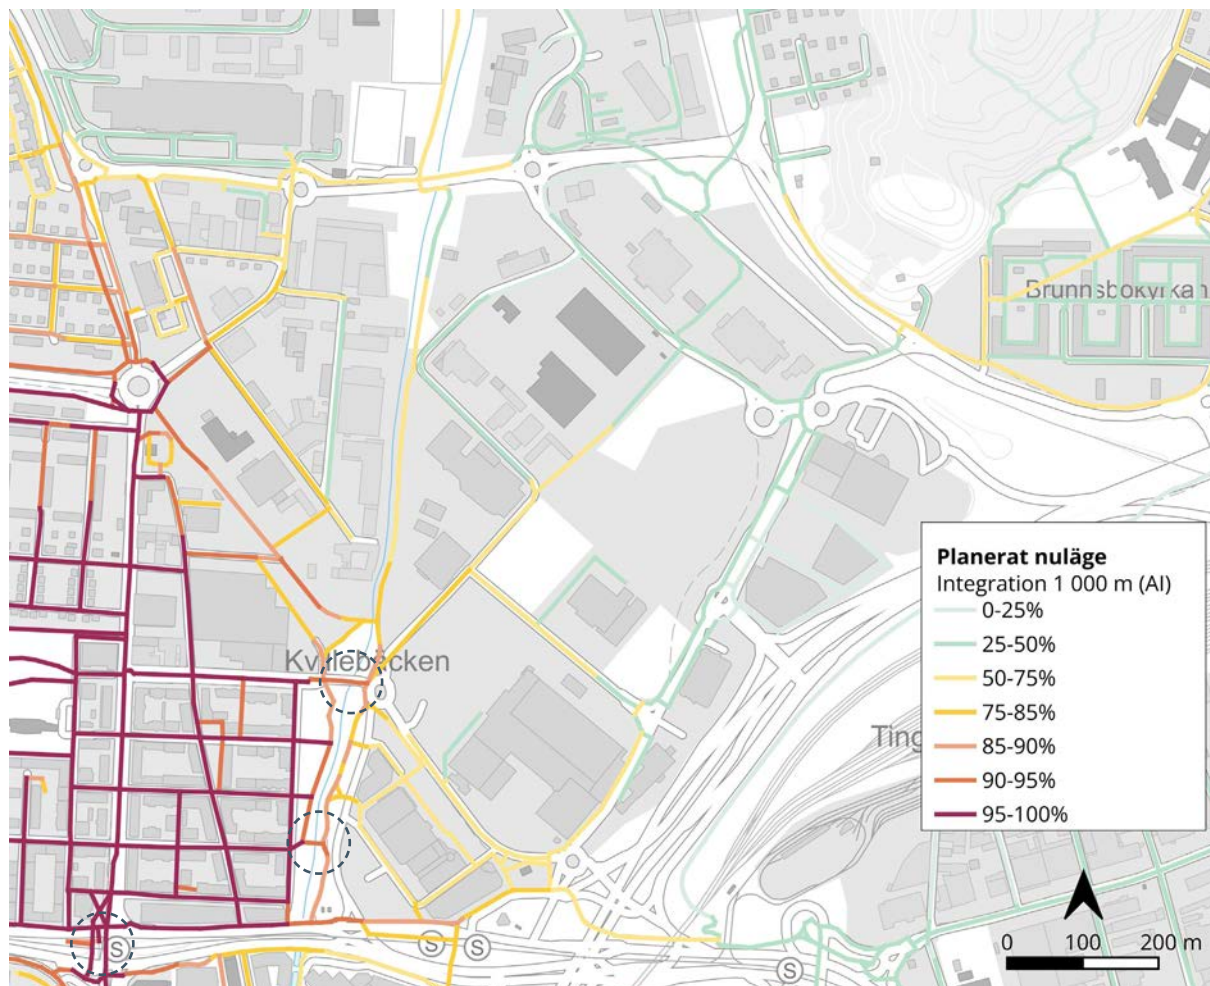 Brunnsbokyrkan
Planerat nuläge
Integration 1 000 m (AI)
0-25%
25-50%
50-75%
75-85%
85-90%
90-95%
95-100%
Kvillebäcken
Ting
S
S
S
S
0 100 200 m